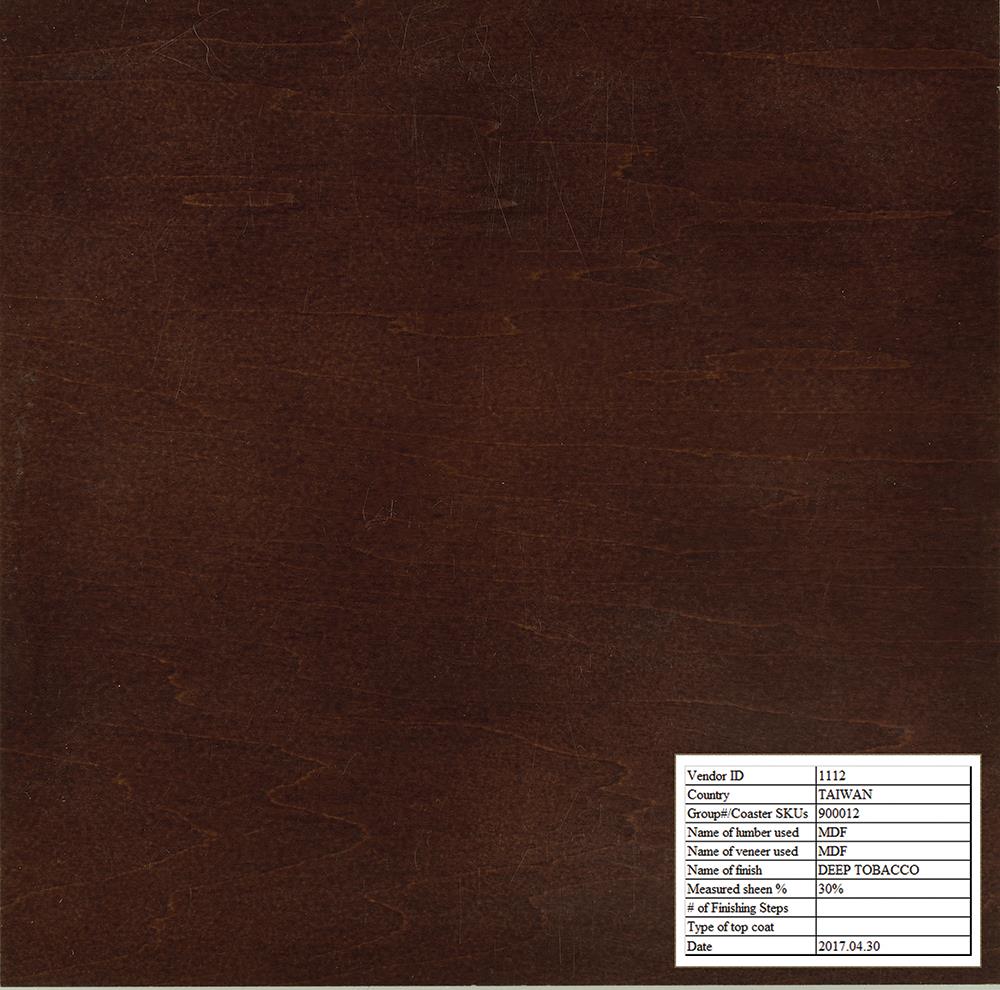 Vendor ID 1112
Country TAIWAN
Group#/Coaster SKUs 900012
Name of lumber used MDF
Name of veneer used MDF
Name of finish DEEP TOBACCO
Measured sheen % 30%
# of Finishing Steps
Type of top coat
Date 2017.04.30